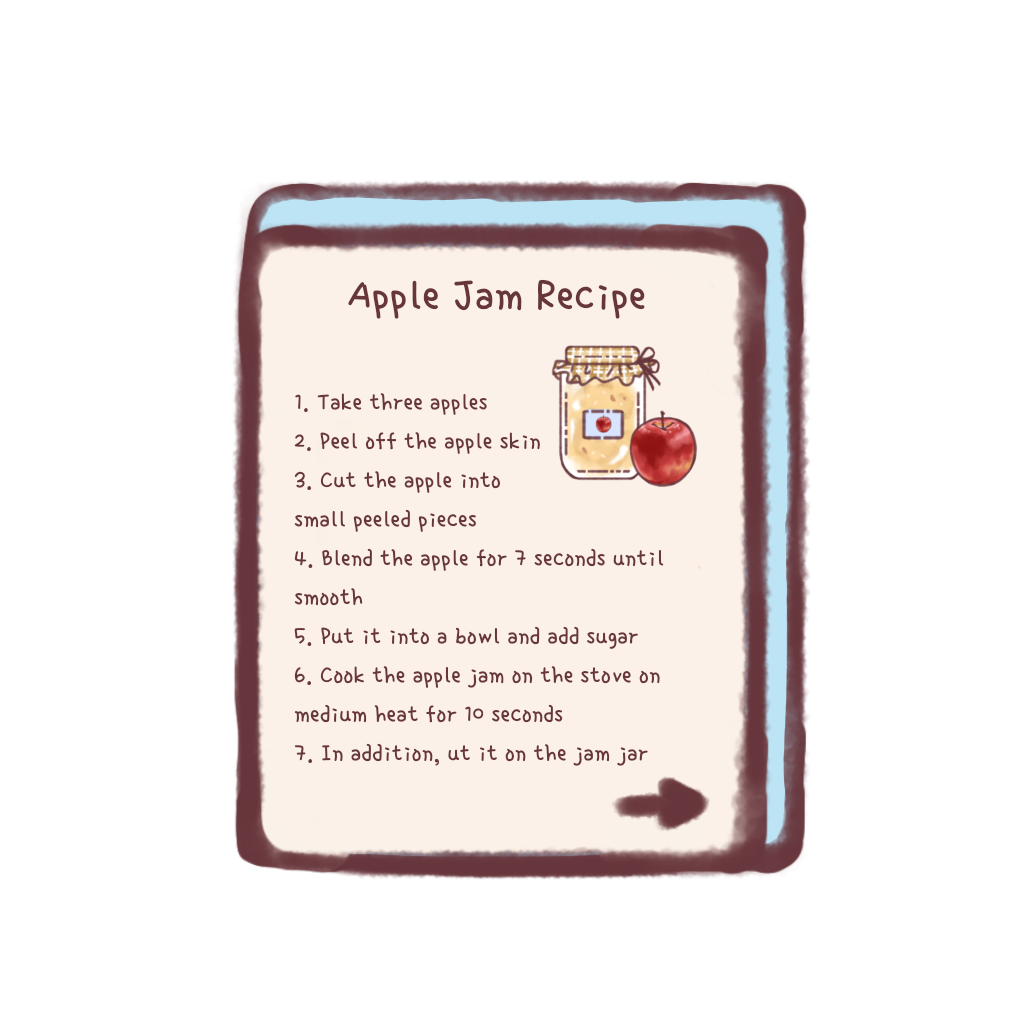 Apple Jam Recipe
1. Take three apples
2. Peel off the apple skin
3. Cut the apple into
small peeled pieces
4. Blend the apple for 7 seconds until
smooth
5. Put it into a bowl and add sugar
6. Cook the apple jam on the stove on
medium heat for 10 seconds
7. In addition, ut it on the jam jar